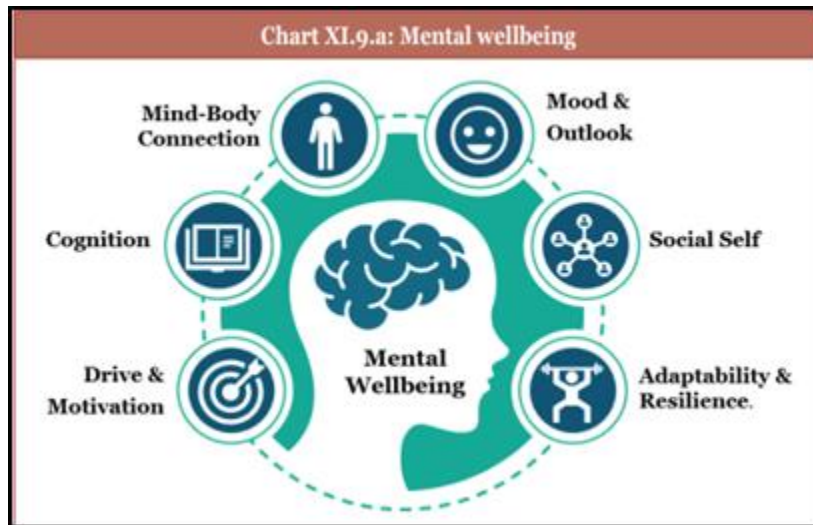 Chart XI.9.a: Mental wellbeing
Mind-Body
Connection
Mood &
Outlook
Cognition
Social Self
Drive &
Motivation
Mental
Wellbeing
Adaptability &
Resilience.